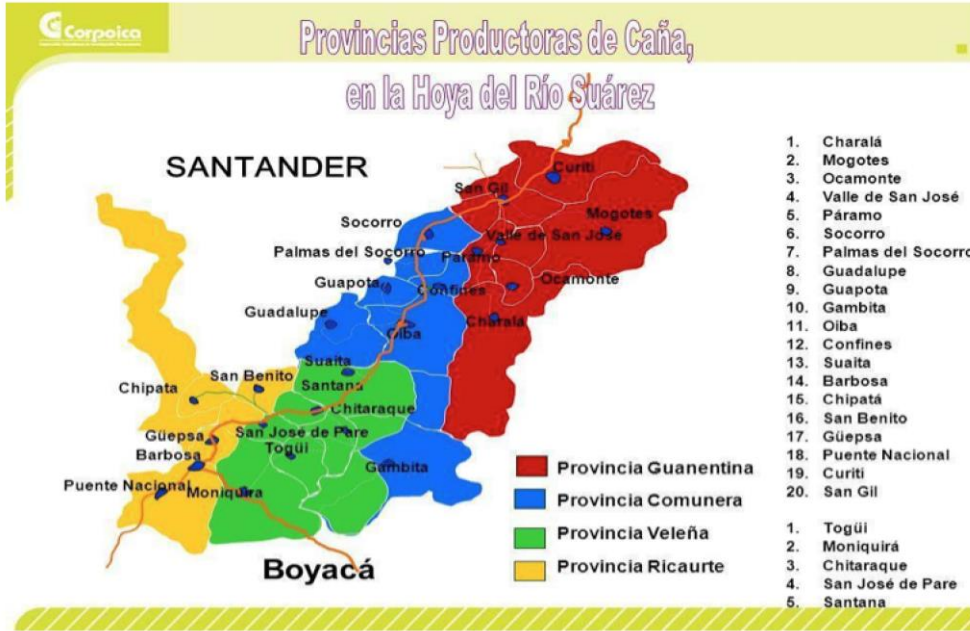 Corpoica
Provincias Productoras de Caña,
en la Hoya del Río Suárez
SANTANDER
Curiti
San Gil
Mogotes
Socorro
Valle de San José
Palmas del Socorro
Páramo
Guapota
Confines
Ocamonte
Guadalupe
Charalá
Oiba
Suaita
San Benito
Santana
Chipata
Chitaraque
San José de Pare
Güepsa
Togüi
Barbosa
Gambita
Puente Nacional
Moniquira
Boyacá
Provincia Guanentina
Provincia Comunera
Provincia Veleña
Provincia Ricaurte
1. Charalá
2. Mogotes
3. Ocamonte
4. Valle de San José
5. Páramo
6. Socorro
7. Palmas del Socorro
8. Guadalupe
9. Guapota
10. Gambita
11. Oiba
12. Confines
13. Suaita
14. Barbosa
15. Chipatá
16. San Benito
17. Güepsa
18. Puente Nacional
19. Curiti
20. San Gil
1. Togüi
2. Moniquirá
3. Chitaraque
4. San José de Pare
5. Santana